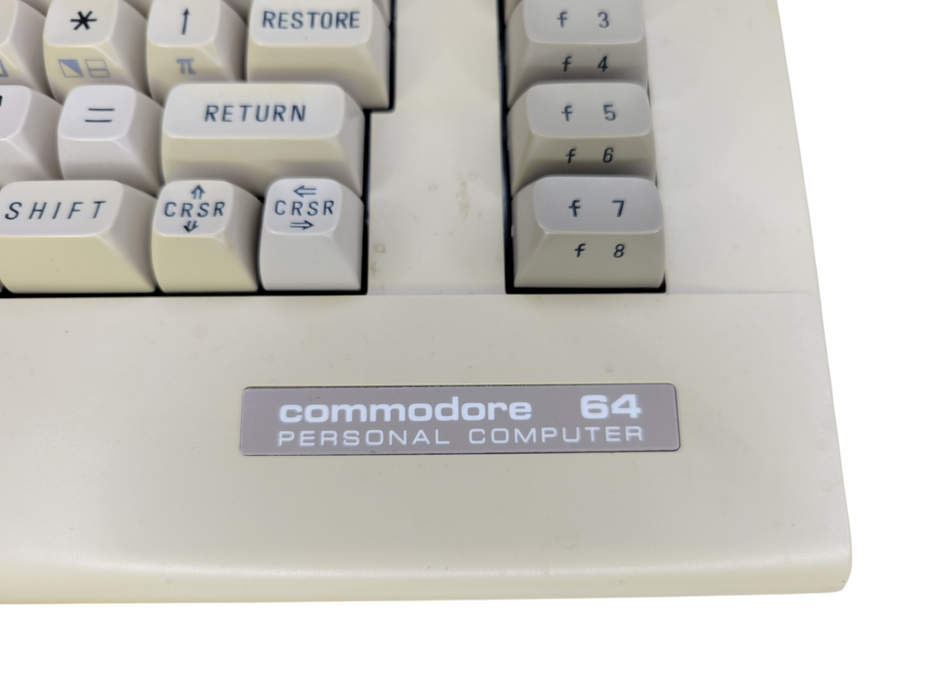 * ↑ RESTORE f 3
π f 4
= RETURN f 5
f 6
SHIFT ⇑ CRSR ⇓ ⇐ CRSR ⇒ f 7
f 8
commodore 64
PERSONAL COMPUTER